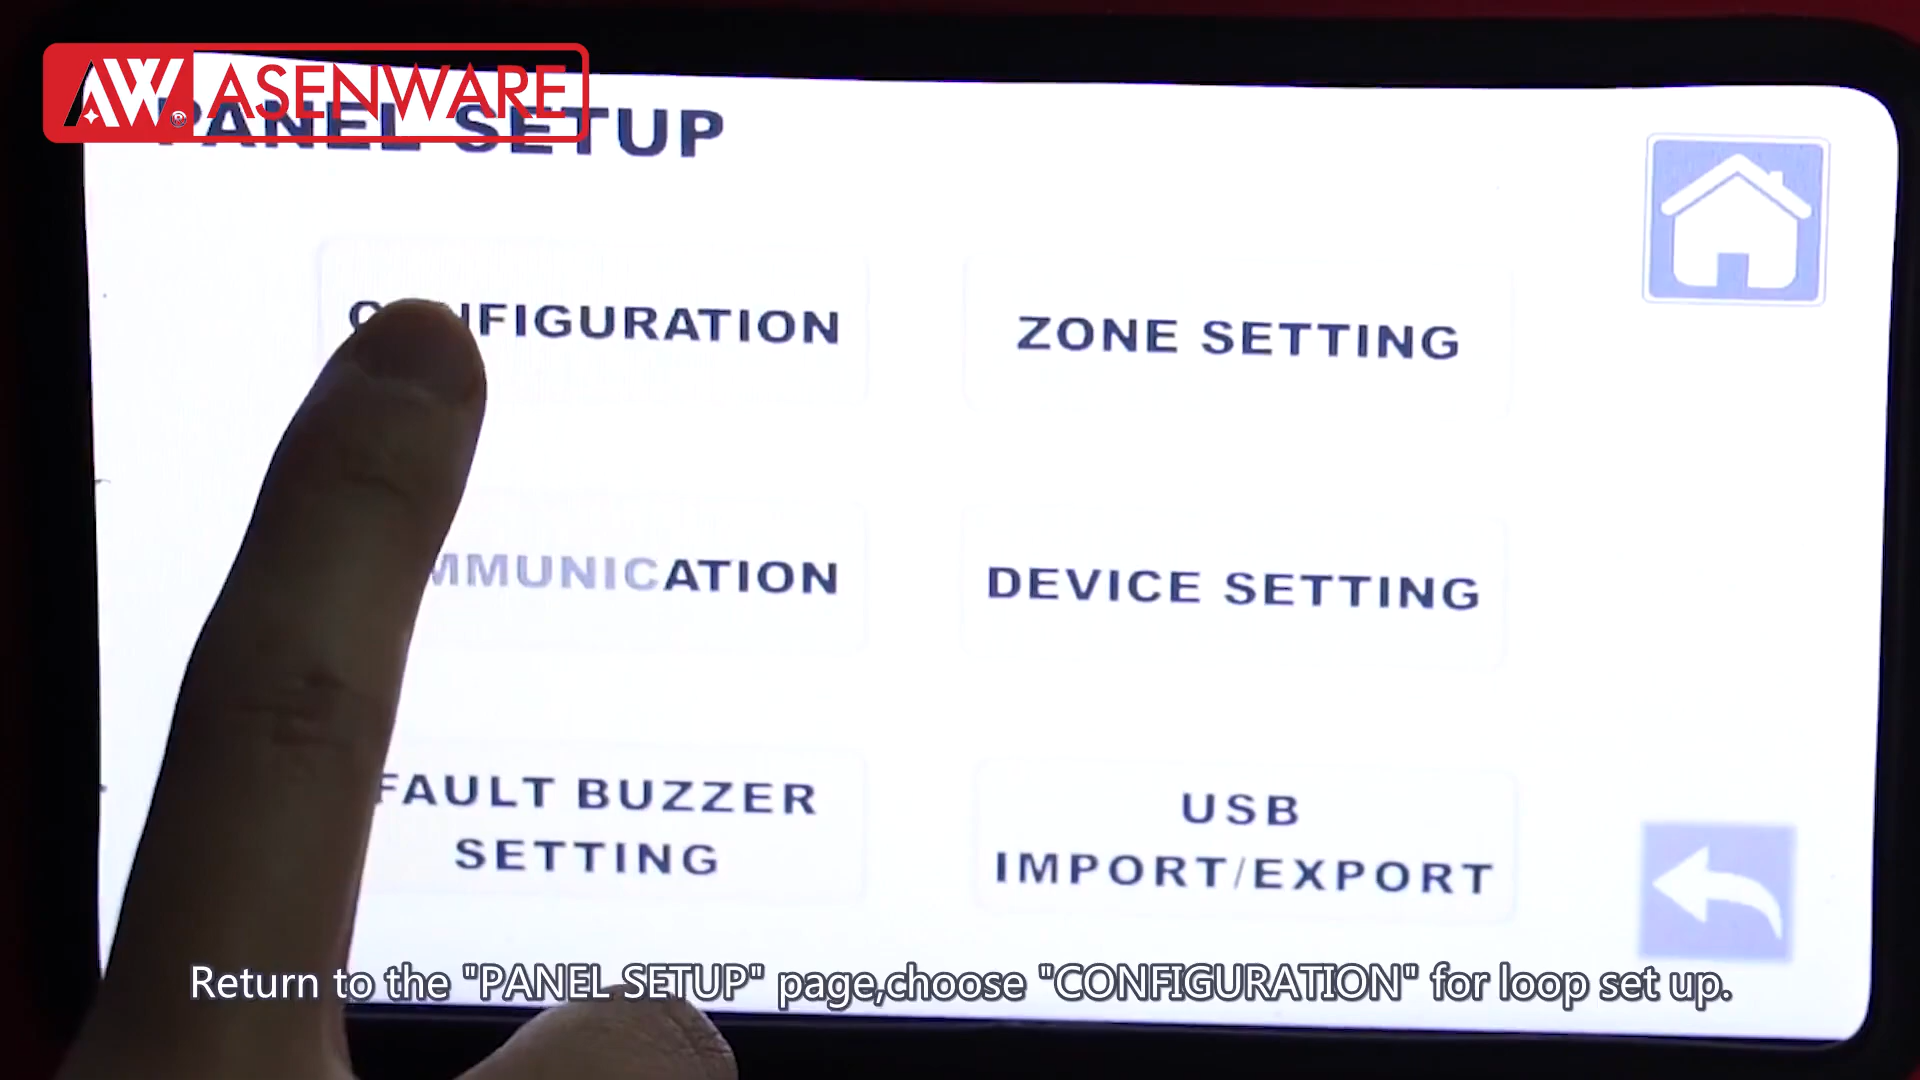 AW® ASENWARE
PANEL SETUP
CONFIGURATION
ZONE SETTING
MMUNICATION
DEVICE SETTING
FAULT BUZZER
SETTING
USB
IMPORT/EXPORT
Return to the "PANEL SETUP" page,choose "CONFIGURATION" for loop set up.